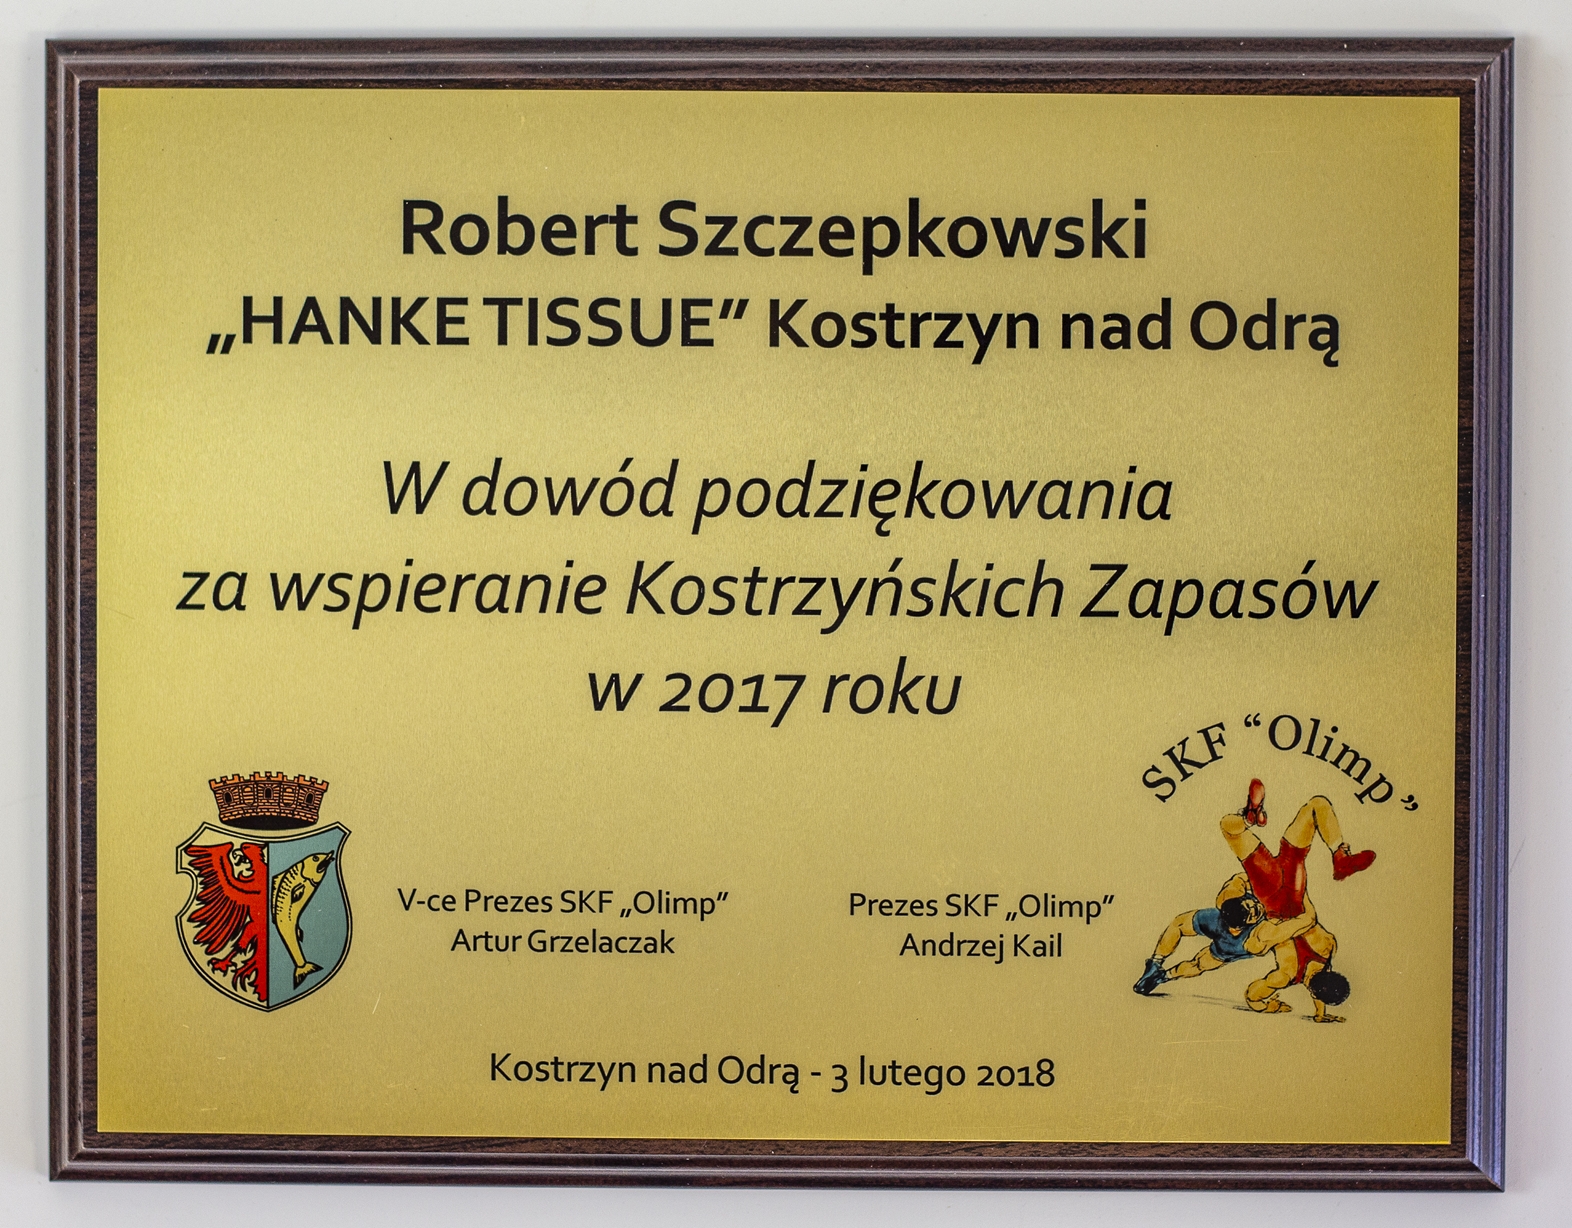 Robert Szczepkowski
„HANKE TISSUE” Kostrzyn nad Odrą
W dowód podziękowania
za wspieranie Kostrzyńskich Zapasów
w 2017 roku
SKF “Olimp”
V-ce Prezes SKF „Olimp”
Artur Grzelaczak
Prezes SKF „Olimp”
Andrzej Kail
Kostrzyn nad Odrą - 3 lutego 2018